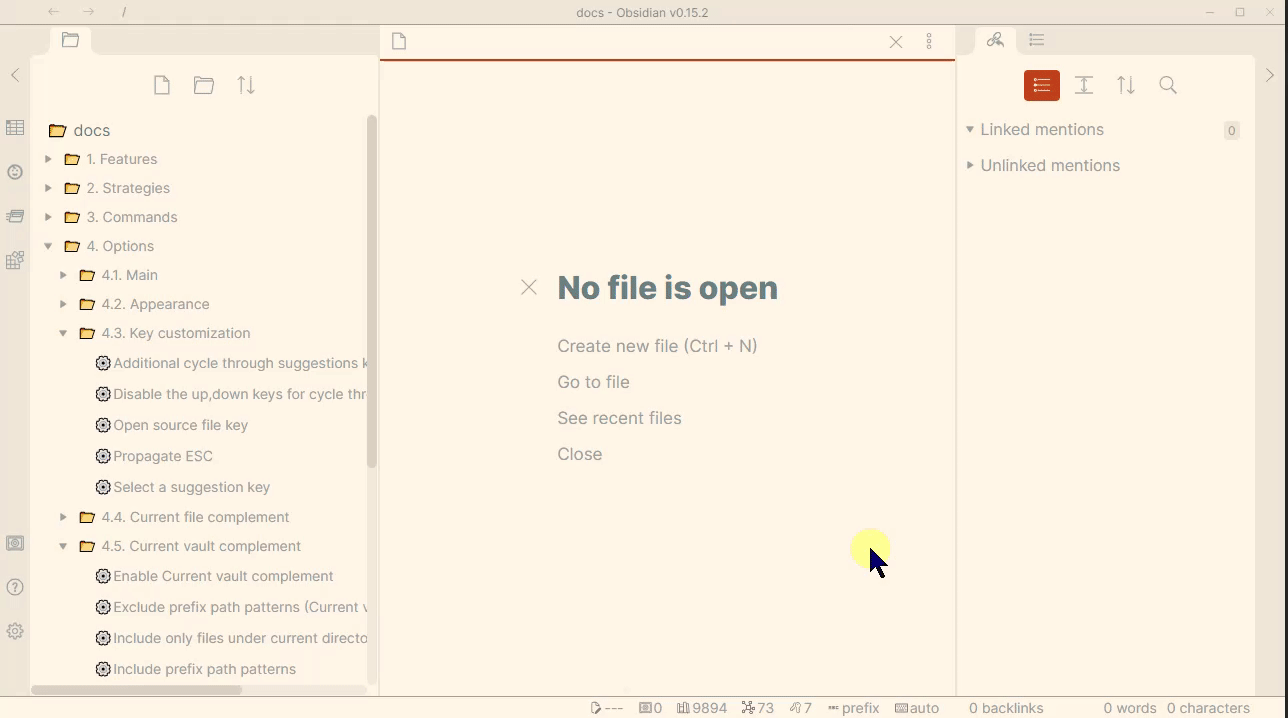 /
docs - Obsidian v0.15.2
docs
1. Features
2. Strategies
3. Commands
4. Options
4.1. Main
4.2. Appearance
4.3. Key customization
Additional cycle through suggestions k
Disable the up,down keys for cycle thr
Open source file key
Propagate ESC
Select a suggestion key
4.4. Current file complement
4.5. Current vault complement
Enable Current vault complement
Exclude prefix path patterns (Current v
Include only files under current directo
Include prefix path patterns
No file is open
Create new file (Ctrl + N)
Go to file
See recent files
Close
Linked mentions
0
Unlinked mentions
--- 0 9894 73 7 prefix auto 0 backlinks 0 words 0 characters